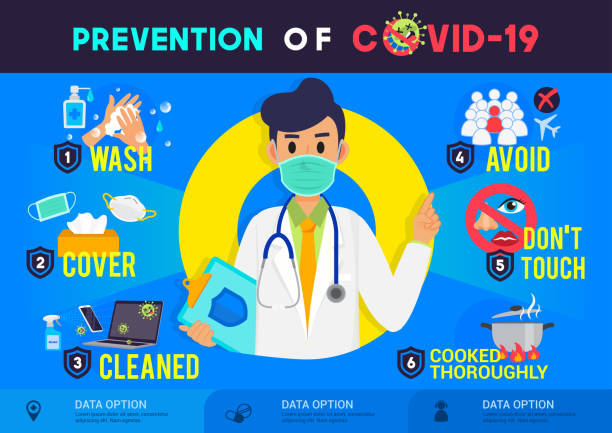 PREVENTION OF COVID-19
1 WASH
2 COVER
3 CLEANED
4 AVOID
5 DON'T
TOUCH
6 COOKED
THOROUGHLY
DATA OPTION
Lorem ipsum dolor sit amet,
consectetur adipiscing elit.
Nam egestas.
DATA OPTION
Lorem ipsum dolor sit amet,
consectetur adipiscing elit.
Nam egestas.
DATA OPTION
Lorem ipsum dolor sit amet,
consectetur adipiscing elit.
Nam egestas.